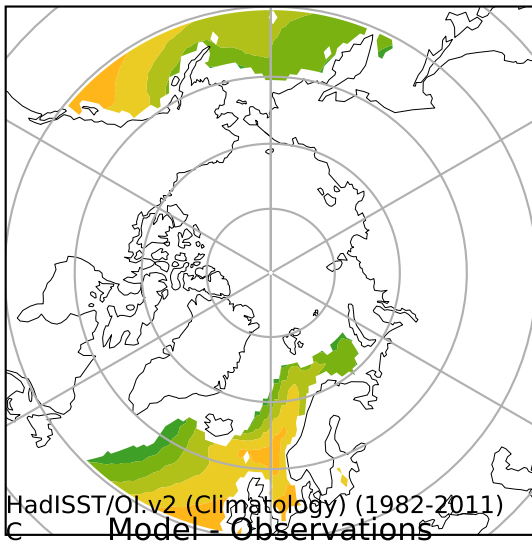 HadISST/OI.v2 (Climatology) (1982-2011)
C Model - Observations